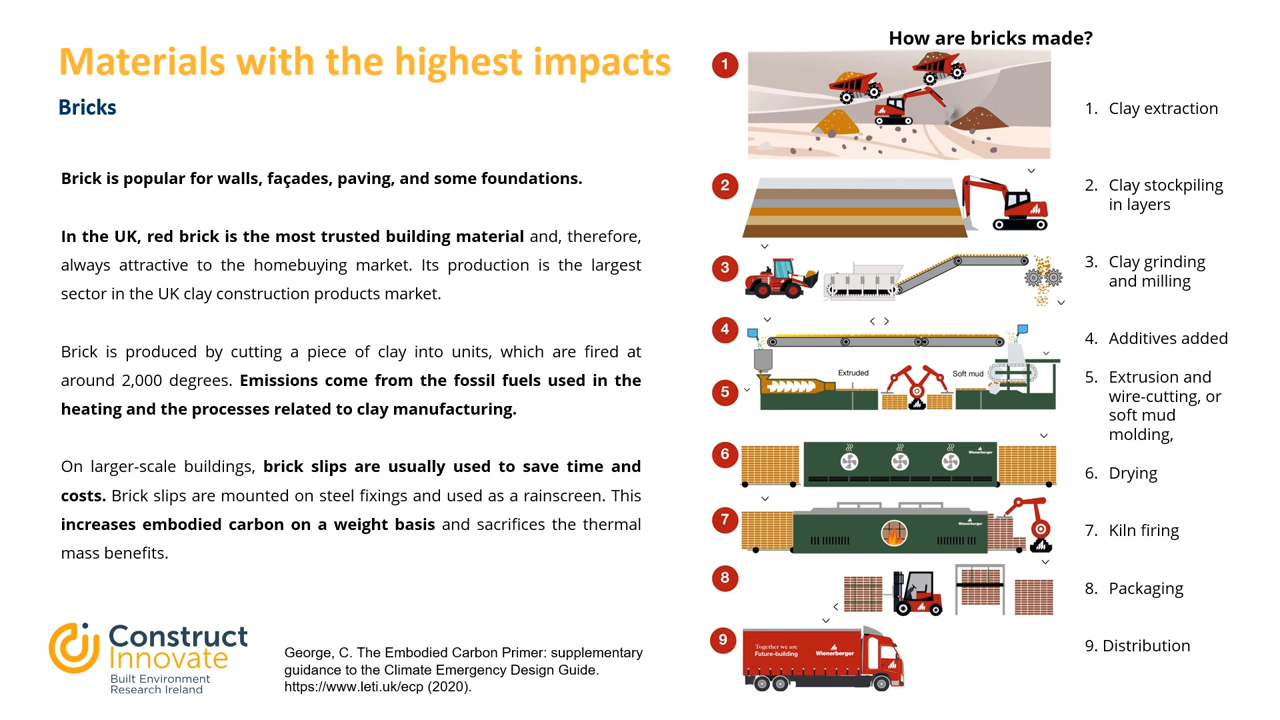 Materials with the highest impacts
Bricks
Brick is popular for walls, façades, paving, and some foundations.
In the UK, red brick is the most trusted building material and, therefore,
always attractive to the homebuying market. Its production is the largest
sector in the UK clay construction products market.
Brick is produced by cutting a piece of clay into units, which are fired at
around 2,000 degrees. Emissions come from the fossil fuels used in the
heating and the processes related to clay manufacturing.
On larger-scale buildings, brick slips are usually used to save time and
costs. Brick slips are mounted on steel fixings and used as a rainscreen. This
increases embodied carbon on a weight basis and sacrifices the thermal
mass benefits.
Construct
Innovate
Built Environment
Research Ireland
George, C. The Embodied Carbon Primer: supplementary
guidance to the Climate Emergency Design Guide.
https://www.leti.uk/ecp (2020).
How are bricks made?
1
2
3
4
Extruded
Soft mud
5
6
Wienerberger
7
Wienerberger
8
9
Together we are
Future-building
Wienerberger
1. Clay extraction
2. Clay stockpiling
in layers
3. Clay grinding
and milling
4. Additives added
5. Extrusion and
wire-cutting, or
soft mud
molding,
6. Drying
7. Kiln firing
8. Packaging
9. Distribution